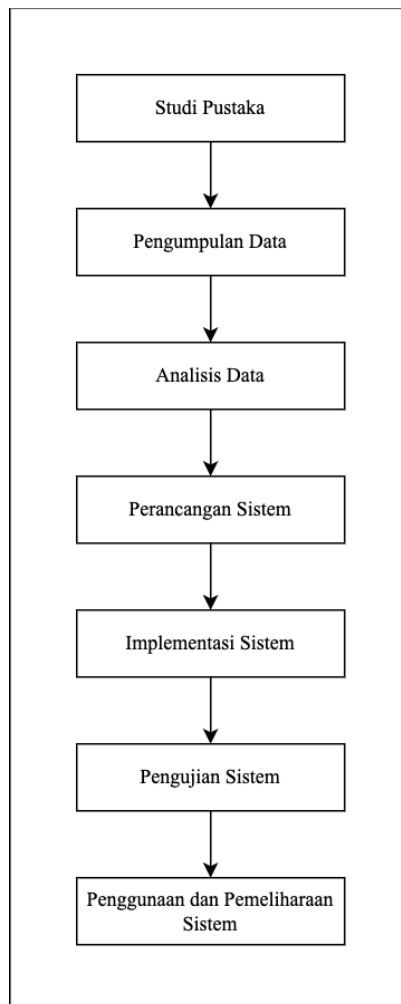 Studi Pustaka
Pengumpulan Data
Analisis Data
Perancangan Sistem
Implementasi Sistem
Pengujian Sistem
Penggunaan dan Pemeliharaan
Sistem